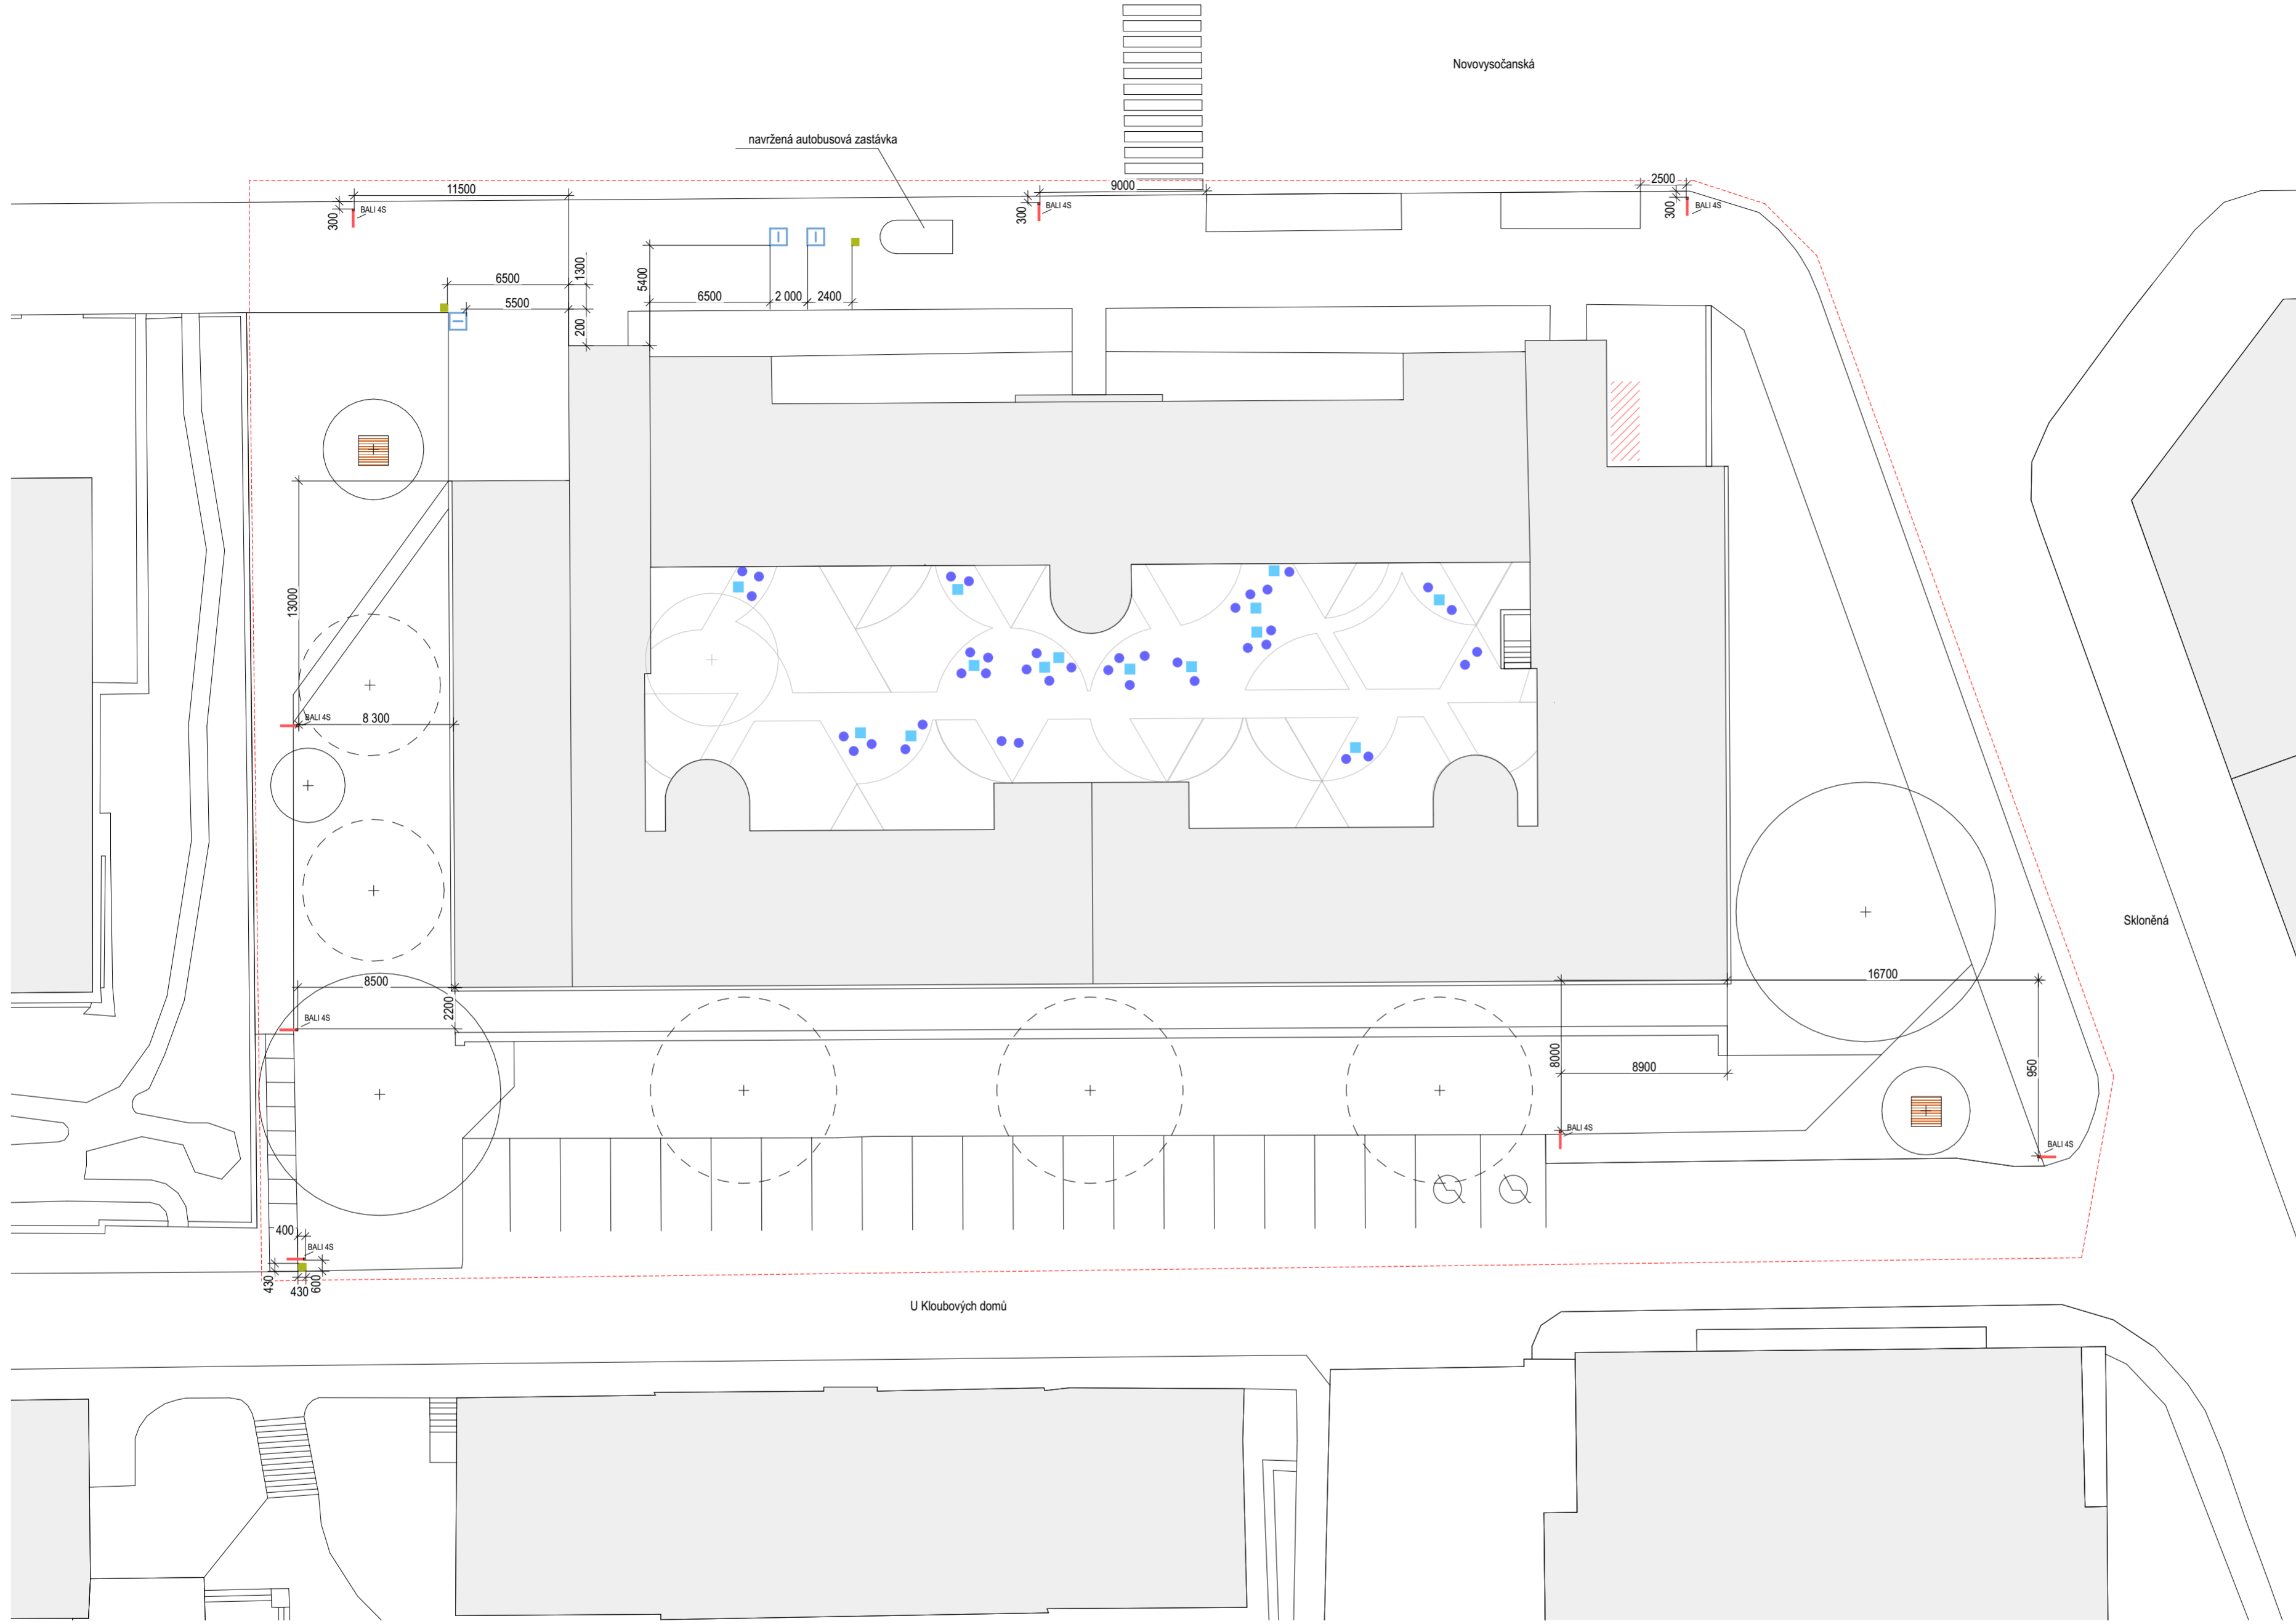 Novovysočanská
navržená autobusová zastávka
11500
9000
2500
300
BALI 4S
300
BALI 4S
300
BALI 4S
6500
1300
5400
5500
6500
2 000
2400
200
13000
BALI 4S
8 300
Skloněná
8500
16700
2200
BALI 4S
8000
8900
950
BALI 4S
BALI 4S
400
BALI 4S
430
430
600
U Kloubových domů